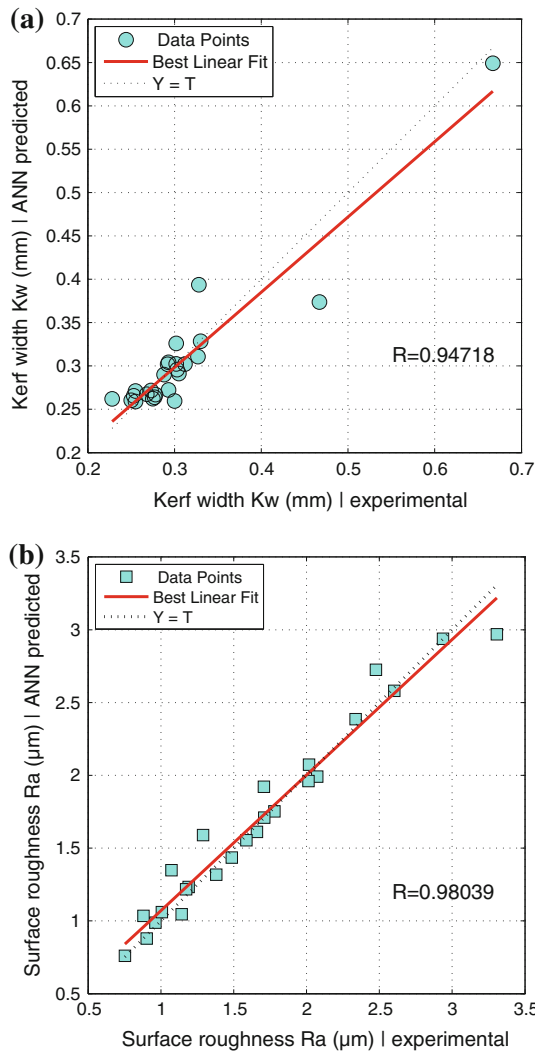 (a)
0.7
0.65
0.6
0.55
0.5
0.45
0.4
0.35
0.3
0.25
0.2
Kerf width Kw (mm) | ANN predicted
Data Points
Best Linear Fit
Y = T
R=0.94718
0.2 0.3 0.4 0.5 0.6 0.7
Kerf width Kw (mm) | experimental
(b)
3.5
3
2.5
2
1.5
1
0.5
Surface roughness Ra (μm) | ANN predicted
Data Points
Best Linear Fit
Y = T
R=0.98039
0.5 1 1.5 2 2.5 3 3.5
Surface roughness Ra (μm) | experimental